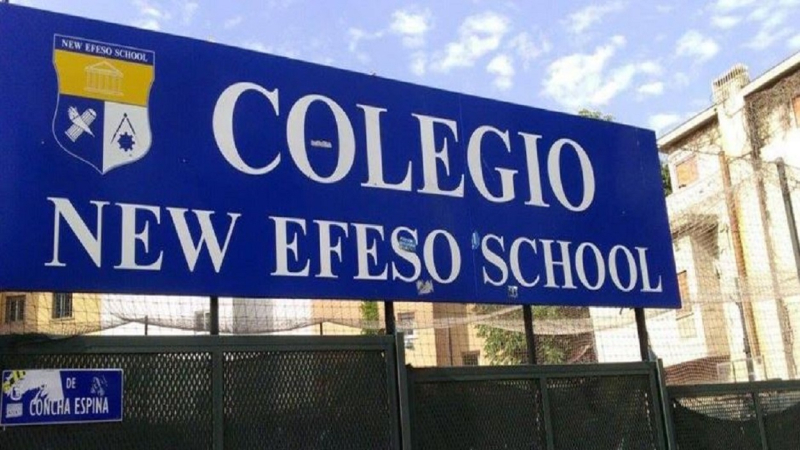 NEW EFESO SCHOOL
COLEGIO
NEW EFESO SCHOOL
DE
CONCHA ESPINA